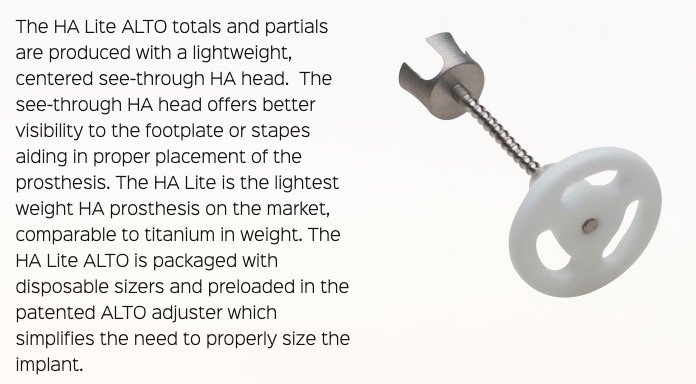 The HA Lite ALTO totals and partials
are produced with a lightweight,
centered see-through HA head.  The
see-through HA head offers better
visibility to the footplate or stapes
aiding in proper placement of the
prosthesis. The HA Lite is the lightest
weight HA prosthesis on the market,
comparable to titanium in weight. The
HA Lite ALTO is packaged with
disposable sizers and preloaded in the
patented ALTO adjuster which
simplifies the need to properly size the
implant.